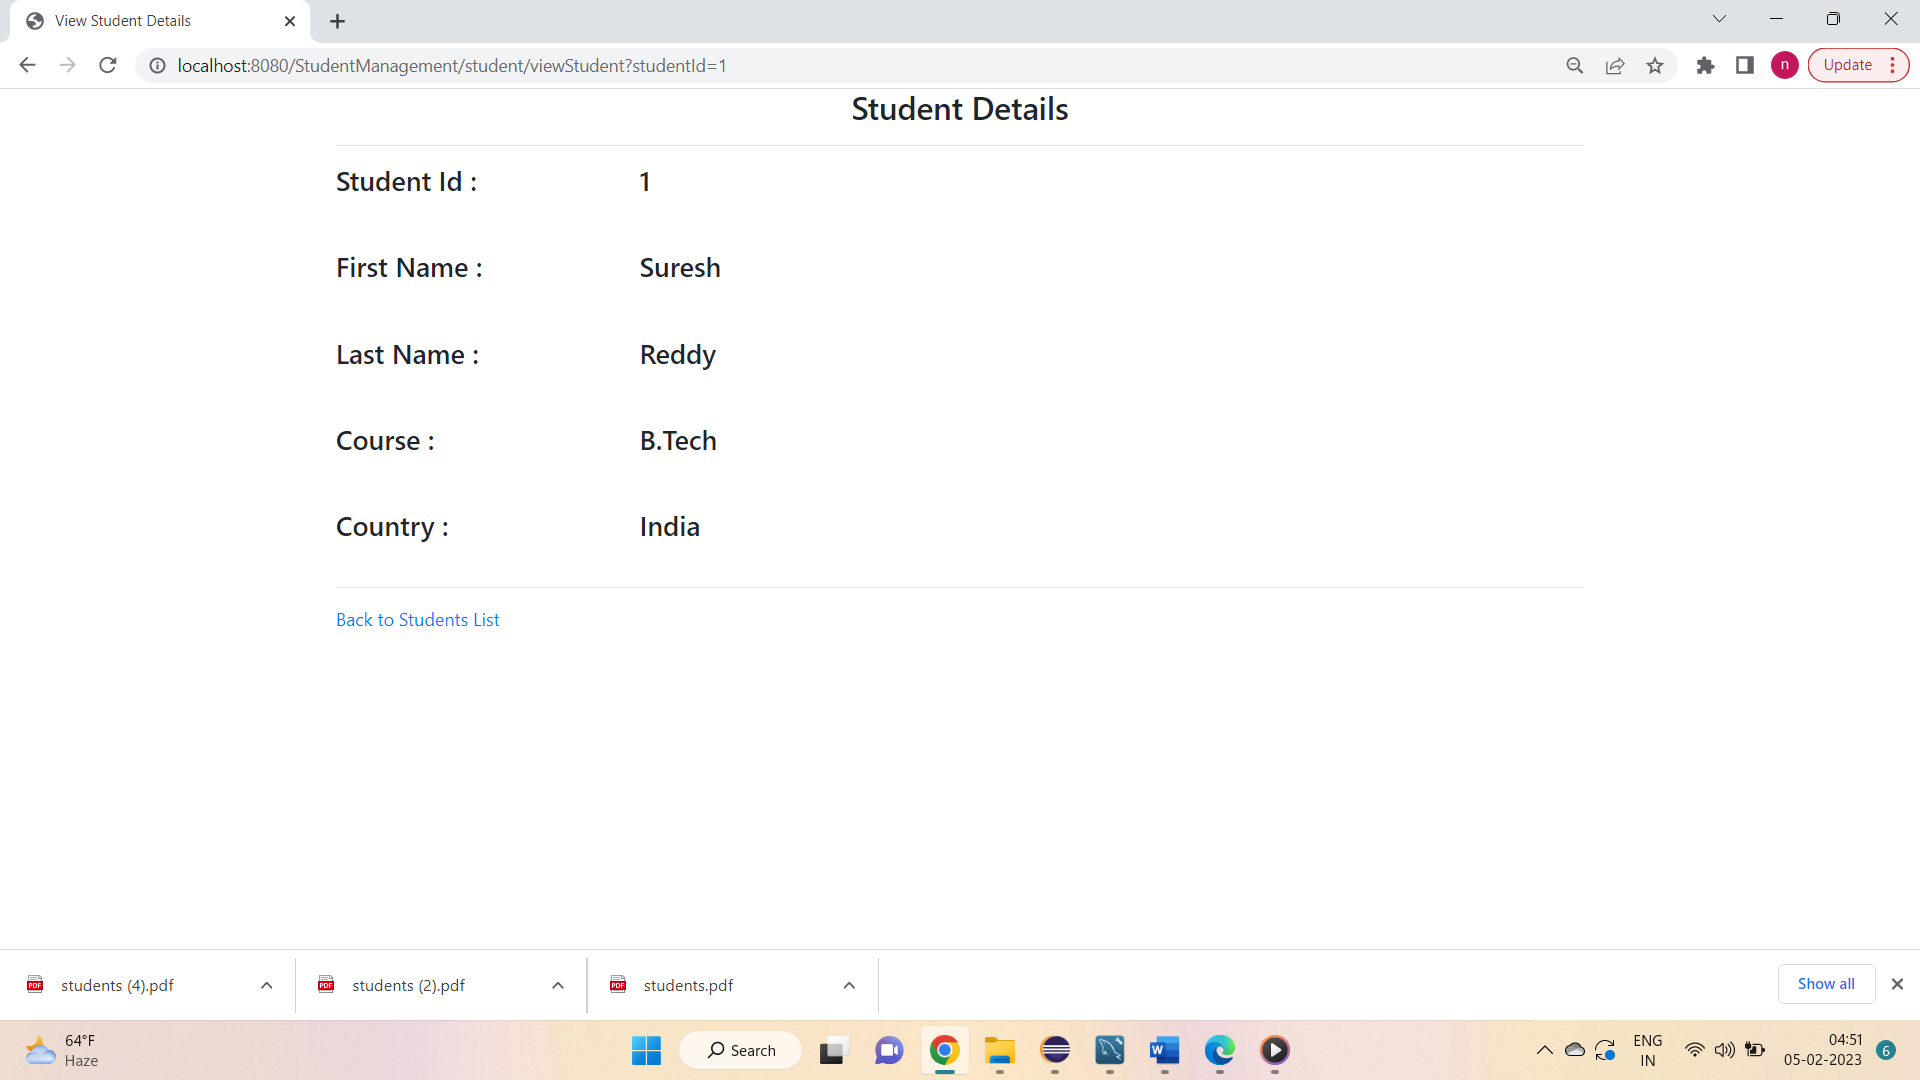 View Student Details
localhost:8080/StudentManagement/student/viewStudent?studentId=1
n
Update
Student Details
Student Id : 1
First Name : Suresh
Last Name : Reddy
Course : B.Tech
Country : India
Back to Students List
students (4).pdf
students (2).pdf
students.pdf
Show all
64°F
Haze
Search
ENG
IN
04:51
05-02-2023
6